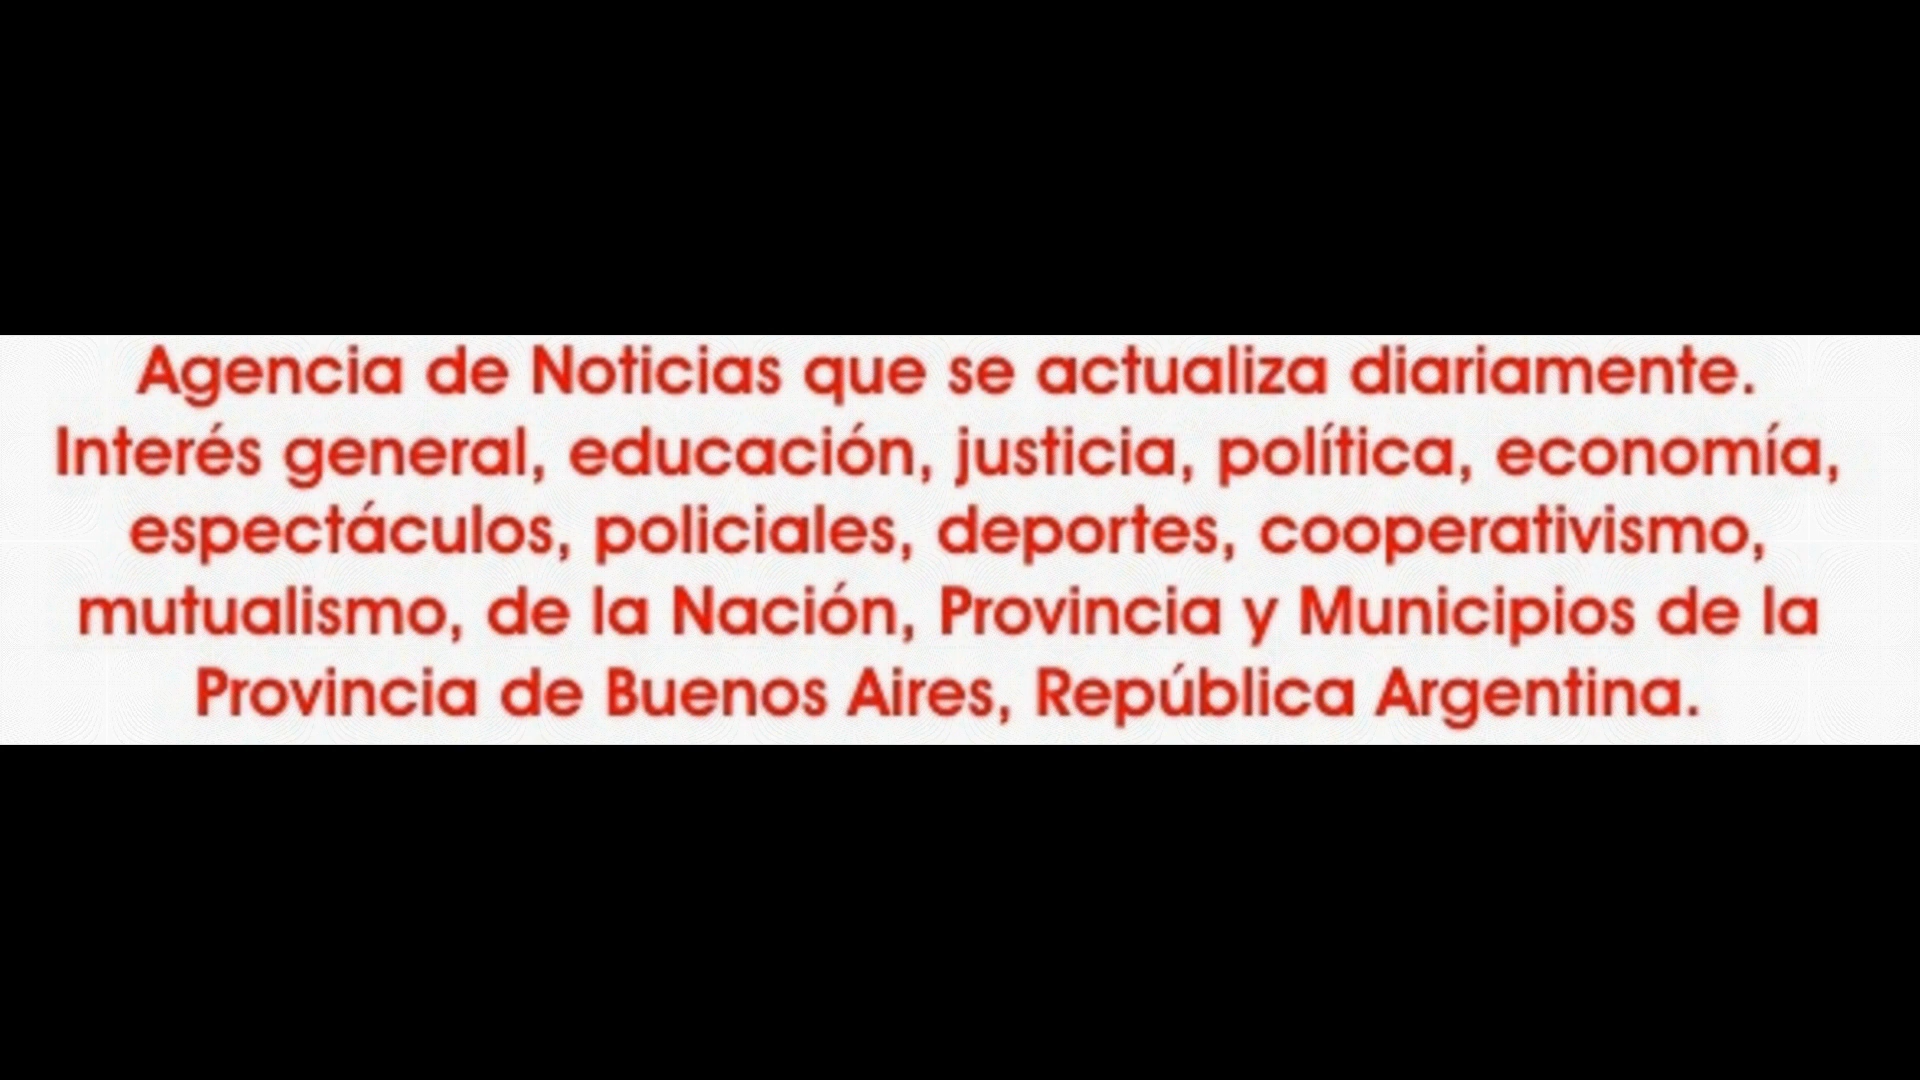 Agencia de Noticias que se actualiza diariamente.
Interés general, educación, justicia, política, economía,
espectáculos, policiales, deportes, cooperativismo,
mutualismo, de la Nación, Provincia y Municipios de la
Provincia de Buenos Aires, República Argentina.